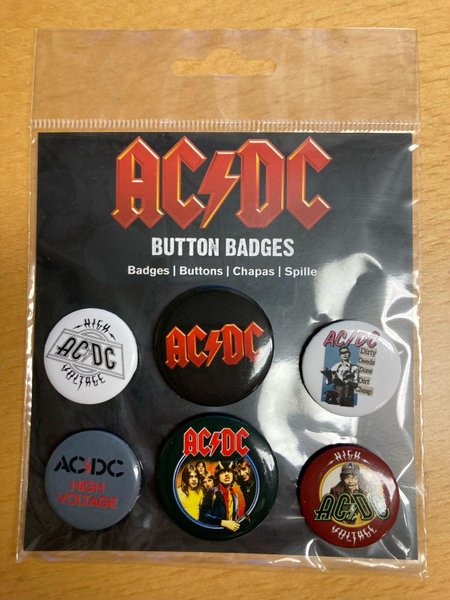 AC/DC
BUTTON BADGES
Badges | Buttons | Chapas | Spille
HIGH
AC/DC
VOLTAGE
AC/DC
AC/DC
Dirty
Deeds
Done
Dirt
Cheap
AC/DC
HIGH
VOLTAGE
AC/DC
HIGH
AC/DC
VOLTAGE